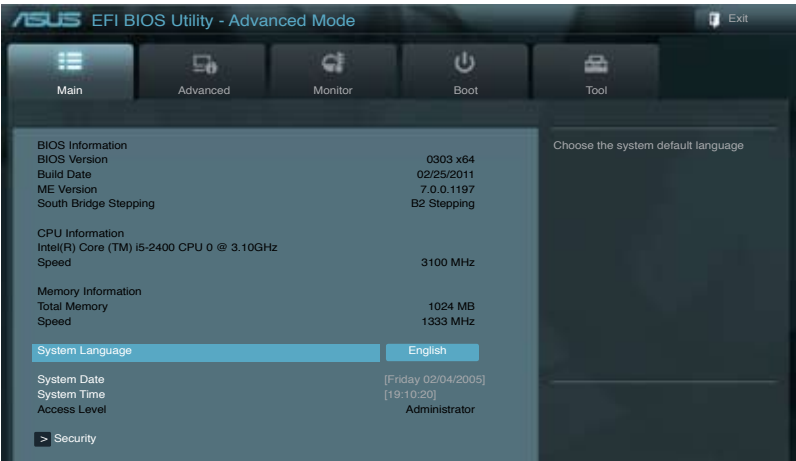 ASUS EFI BIOS Utility - Advanced Mode
Exit
Main
Advanced
Monitor
Boot
Tool
BIOS Information
BIOS Version 0303 x64
Build Date 02/25/2011
ME Version 7.0.0.1197
South Bridge Stepping B2 Stepping
CPU Information
Intel(R) Core (TM) i5-2400 CPU 0 @ 3.10GHz
Speed 3100 MHz
Memory Information
Total Memory 1024 MB
Speed 1333 MHz
System Language English
System Date [Friday 02/04/2005]
System Time [19:10:20]
Access Level Administrator
> Security
Choose the system default language